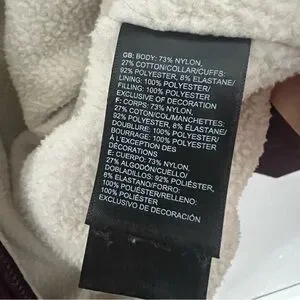 GB: BODY: 73% NYLON,
27% COTTON/COLLAR/CUFFS:
92% POLYESTER, 8% ELASTANE/
LINING: 100% POLYESTER/
FILLING: 100% POLYESTER
EXCLUSIVE OF DECORATION
F: CORPS: 73% NYLON,
27% COTON/COL/MANCHETTES:
92% POLYESTER, 8% ELASTANE/
DOUBLURE: 100% POLYESTER/
BOURRAGE: 100% POLYESTER
À L'EXCEPTION DES
DÉCORATIONS
E: CUERPO: 73% NYLON,
27% ALGODÓN/CUELLO/
DOBLADILLOS: 92% POLIÉSTER,
8% ELASTANO/FORRO:
100% POLIÉSTER/RELLENO:
100% POLIÉSTER
EXCLUSIVO DE DECORACIÓN